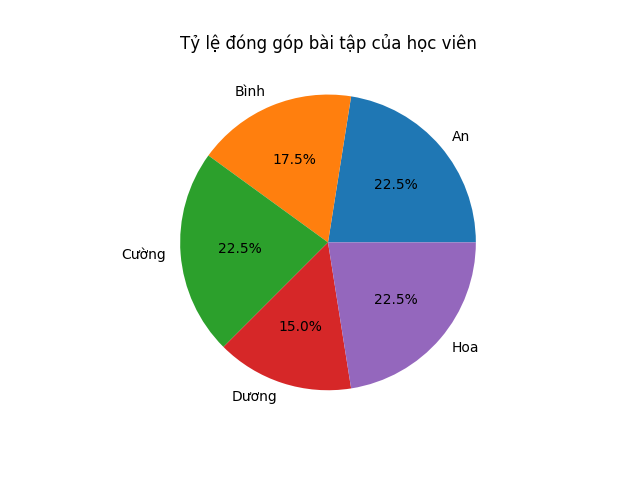 Tỷ lệ đóng góp bài tập của học viên
Bình
An
17.5%
22.5%
Cường
22.5%
22.5%
15.0%
Hoa
Dương